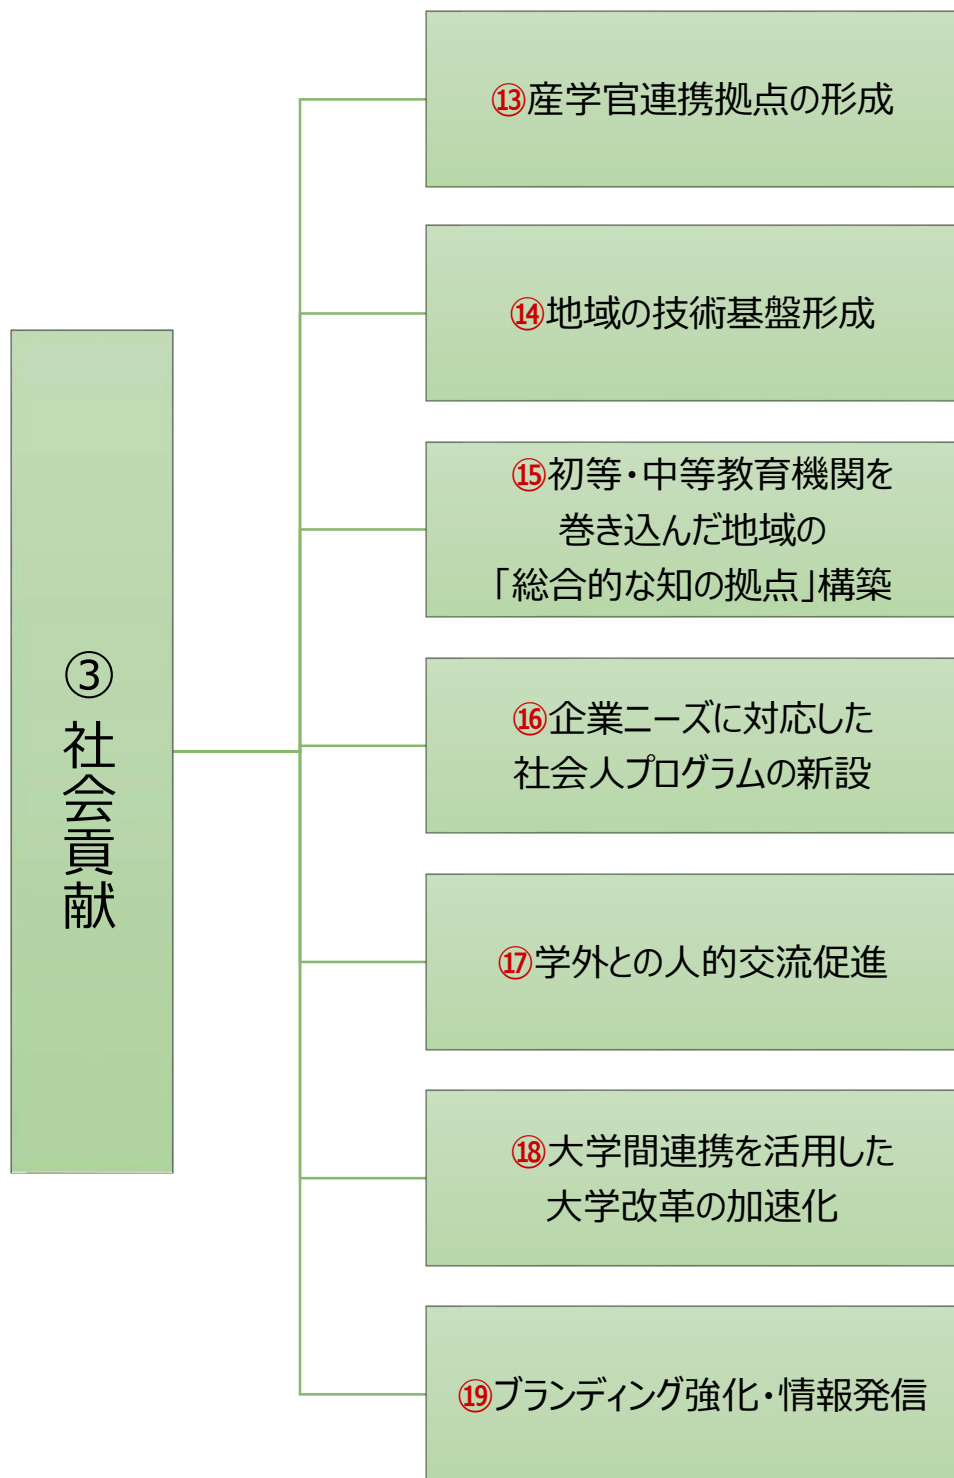 ⑬産学官連携拠点の形成
⑭地域の技術基盤形成
⑮初等・中等教育機関を
巻き込んだ地域の
「総合的な知の拠点」構築
③社会貢献
⑯企業ニーズに対応した
社会人プログラムの新設
⑰学外との人的交流促進
⑱大学間連携を活用した
大学改革の加速化
⑲ブランディング強化・情報発信